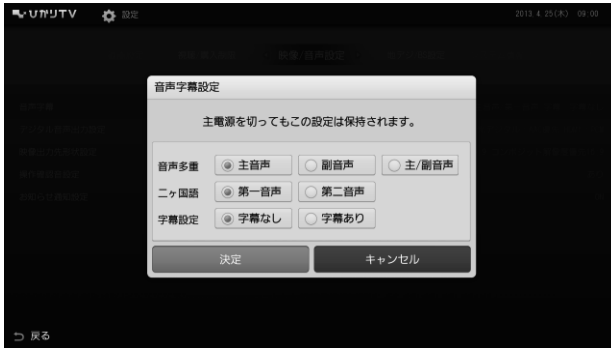 ひかりTV 設定 2013. 4. 25(木) 09:00
映像/音声設定
音声字幕設定
主電源を切ってもこの設定は保持されます。
音声多重 主音声 副音声 主/副音声
二ヶ国語 第一音声 第二音声
字幕設定 字幕なし 字幕あり
決定 キャンセル
戻る